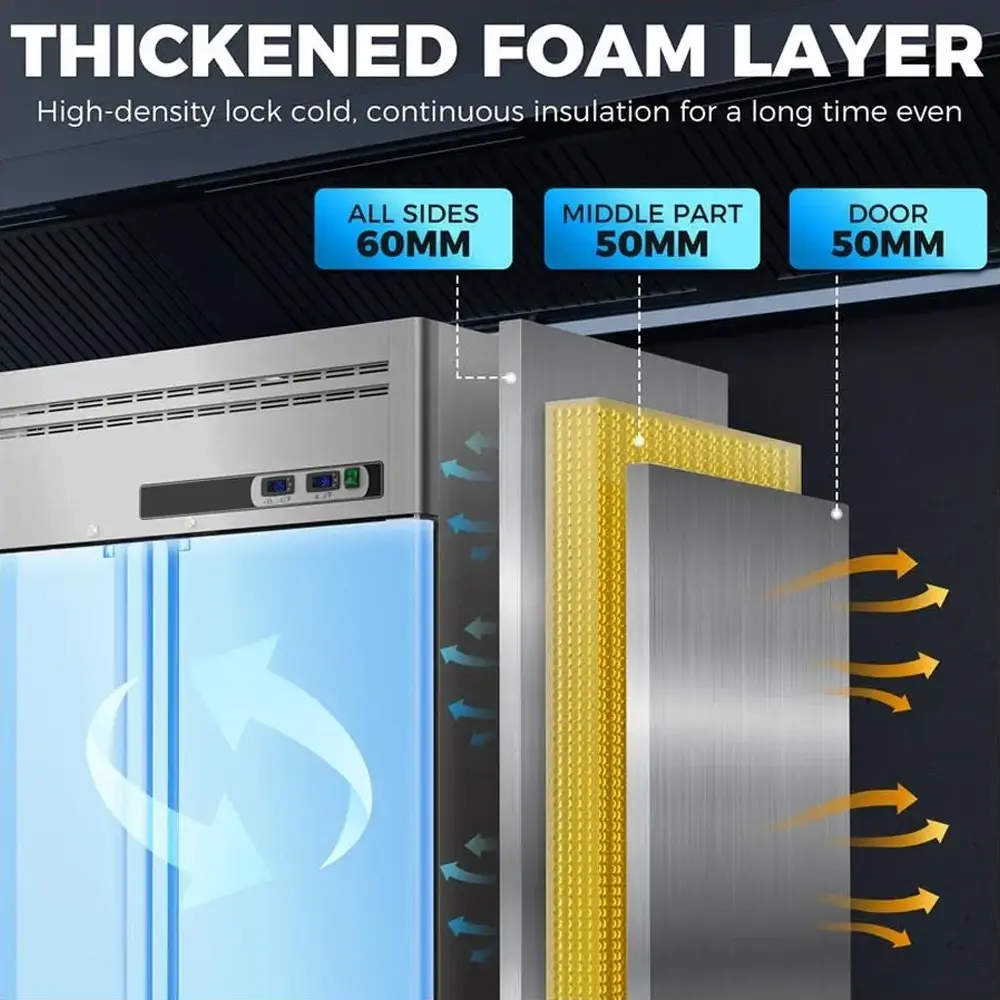 THICKENED FOAM LAYER
High-density lock cold, continuous insulation for a long time even
ALL SIDES
60MM
MIDDLE PART
50MM
DOOR
50MM